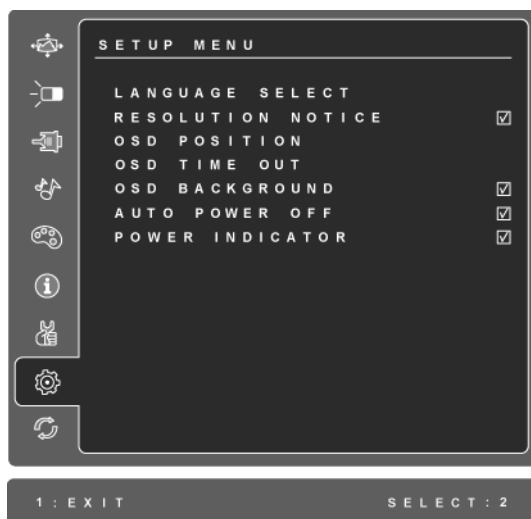 SETUP MENU
LANGUAGE SELECT
RESOLUTION NOTICE
OSD POSITION
OSD TIME OUT
OSD BACKGROUND
AUTO POWER OFF
POWER INDICATOR
1:EXIT SELECT:2